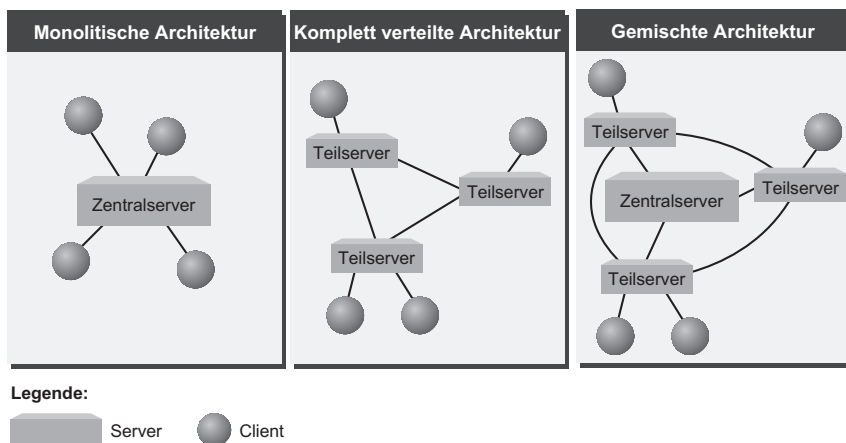 Monolitische Architektur
Zentralserver
Komplett verteilte Architektur
Teilserver
Teilserver
Teilserver
Gemischte Architektur
Teilserver
Teilserver
Zentralserver
Teilserver
Legende:
Server
Client